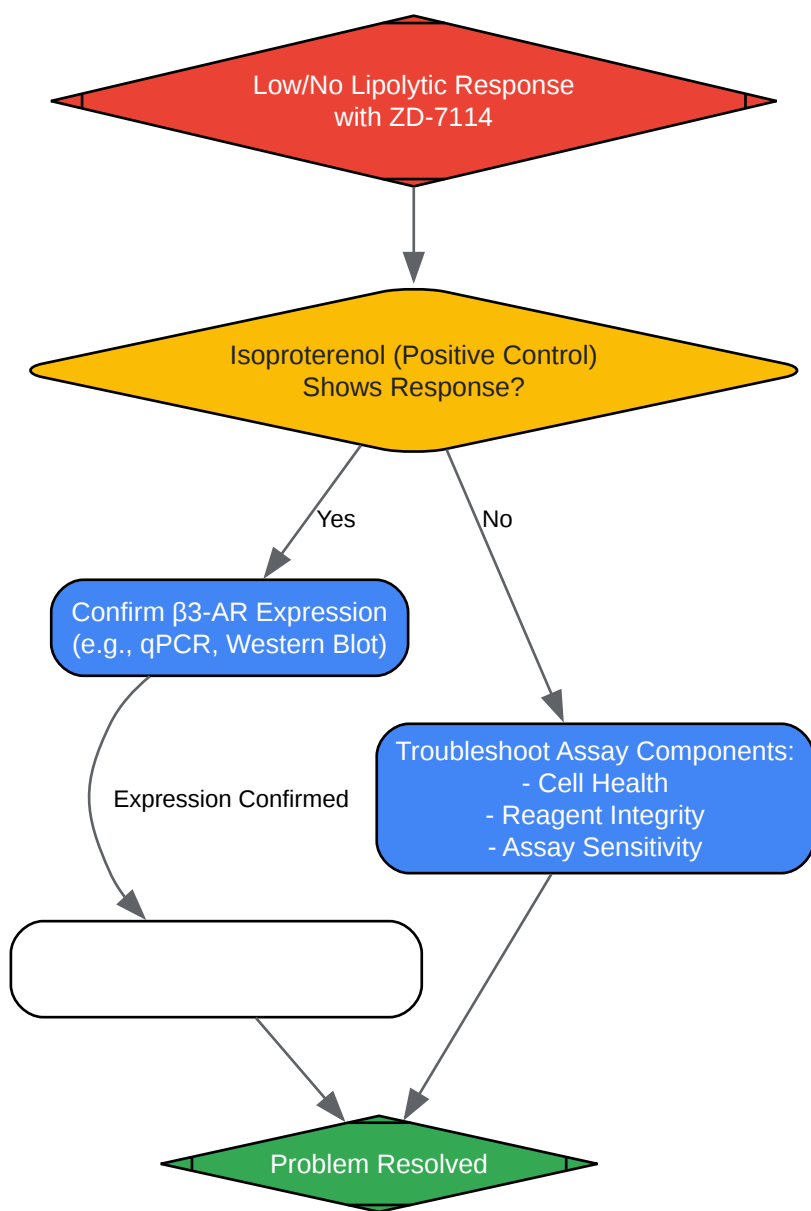 Low/No Lipolytic Response
with ZD-7114
Isoproterenol (Positive Control)
Shows Response?
Yes
No
Confirm β3-AR Expression
(e.g., qPCR, Western Blot)
Troubleshoot Assay Components:
- Cell Health
- Reagent Integrity
- Assay Sensitivity
Expression Confirmed
Problem Resolved